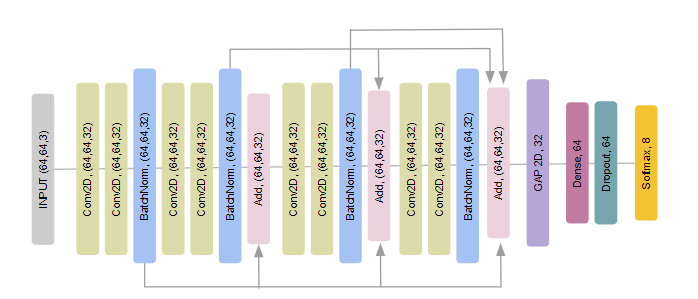 INPUT (64,64,3)
Conv2D, (64,64,32)
Conv2D, (64,64,32)
BatchNorm, (64,64,32)
Conv2D, (64,64,32)
Conv2D, (64,64,32)
BatchNorm, (64,64,32)
Add, (64,64,32)
Conv2D, (64,64,32)
Conv2D, (64,64,32)
BatchNorm, (64,64,32)
Add, (64,64,32)
Conv2D, (64,64,32)
Conv2D, (64,64,32)
BatchNorm, (64,64,32)
Add, (64,64,32)
GAP 2D, 32
Dense, 64
Dropout, 64
Sofmax, 8